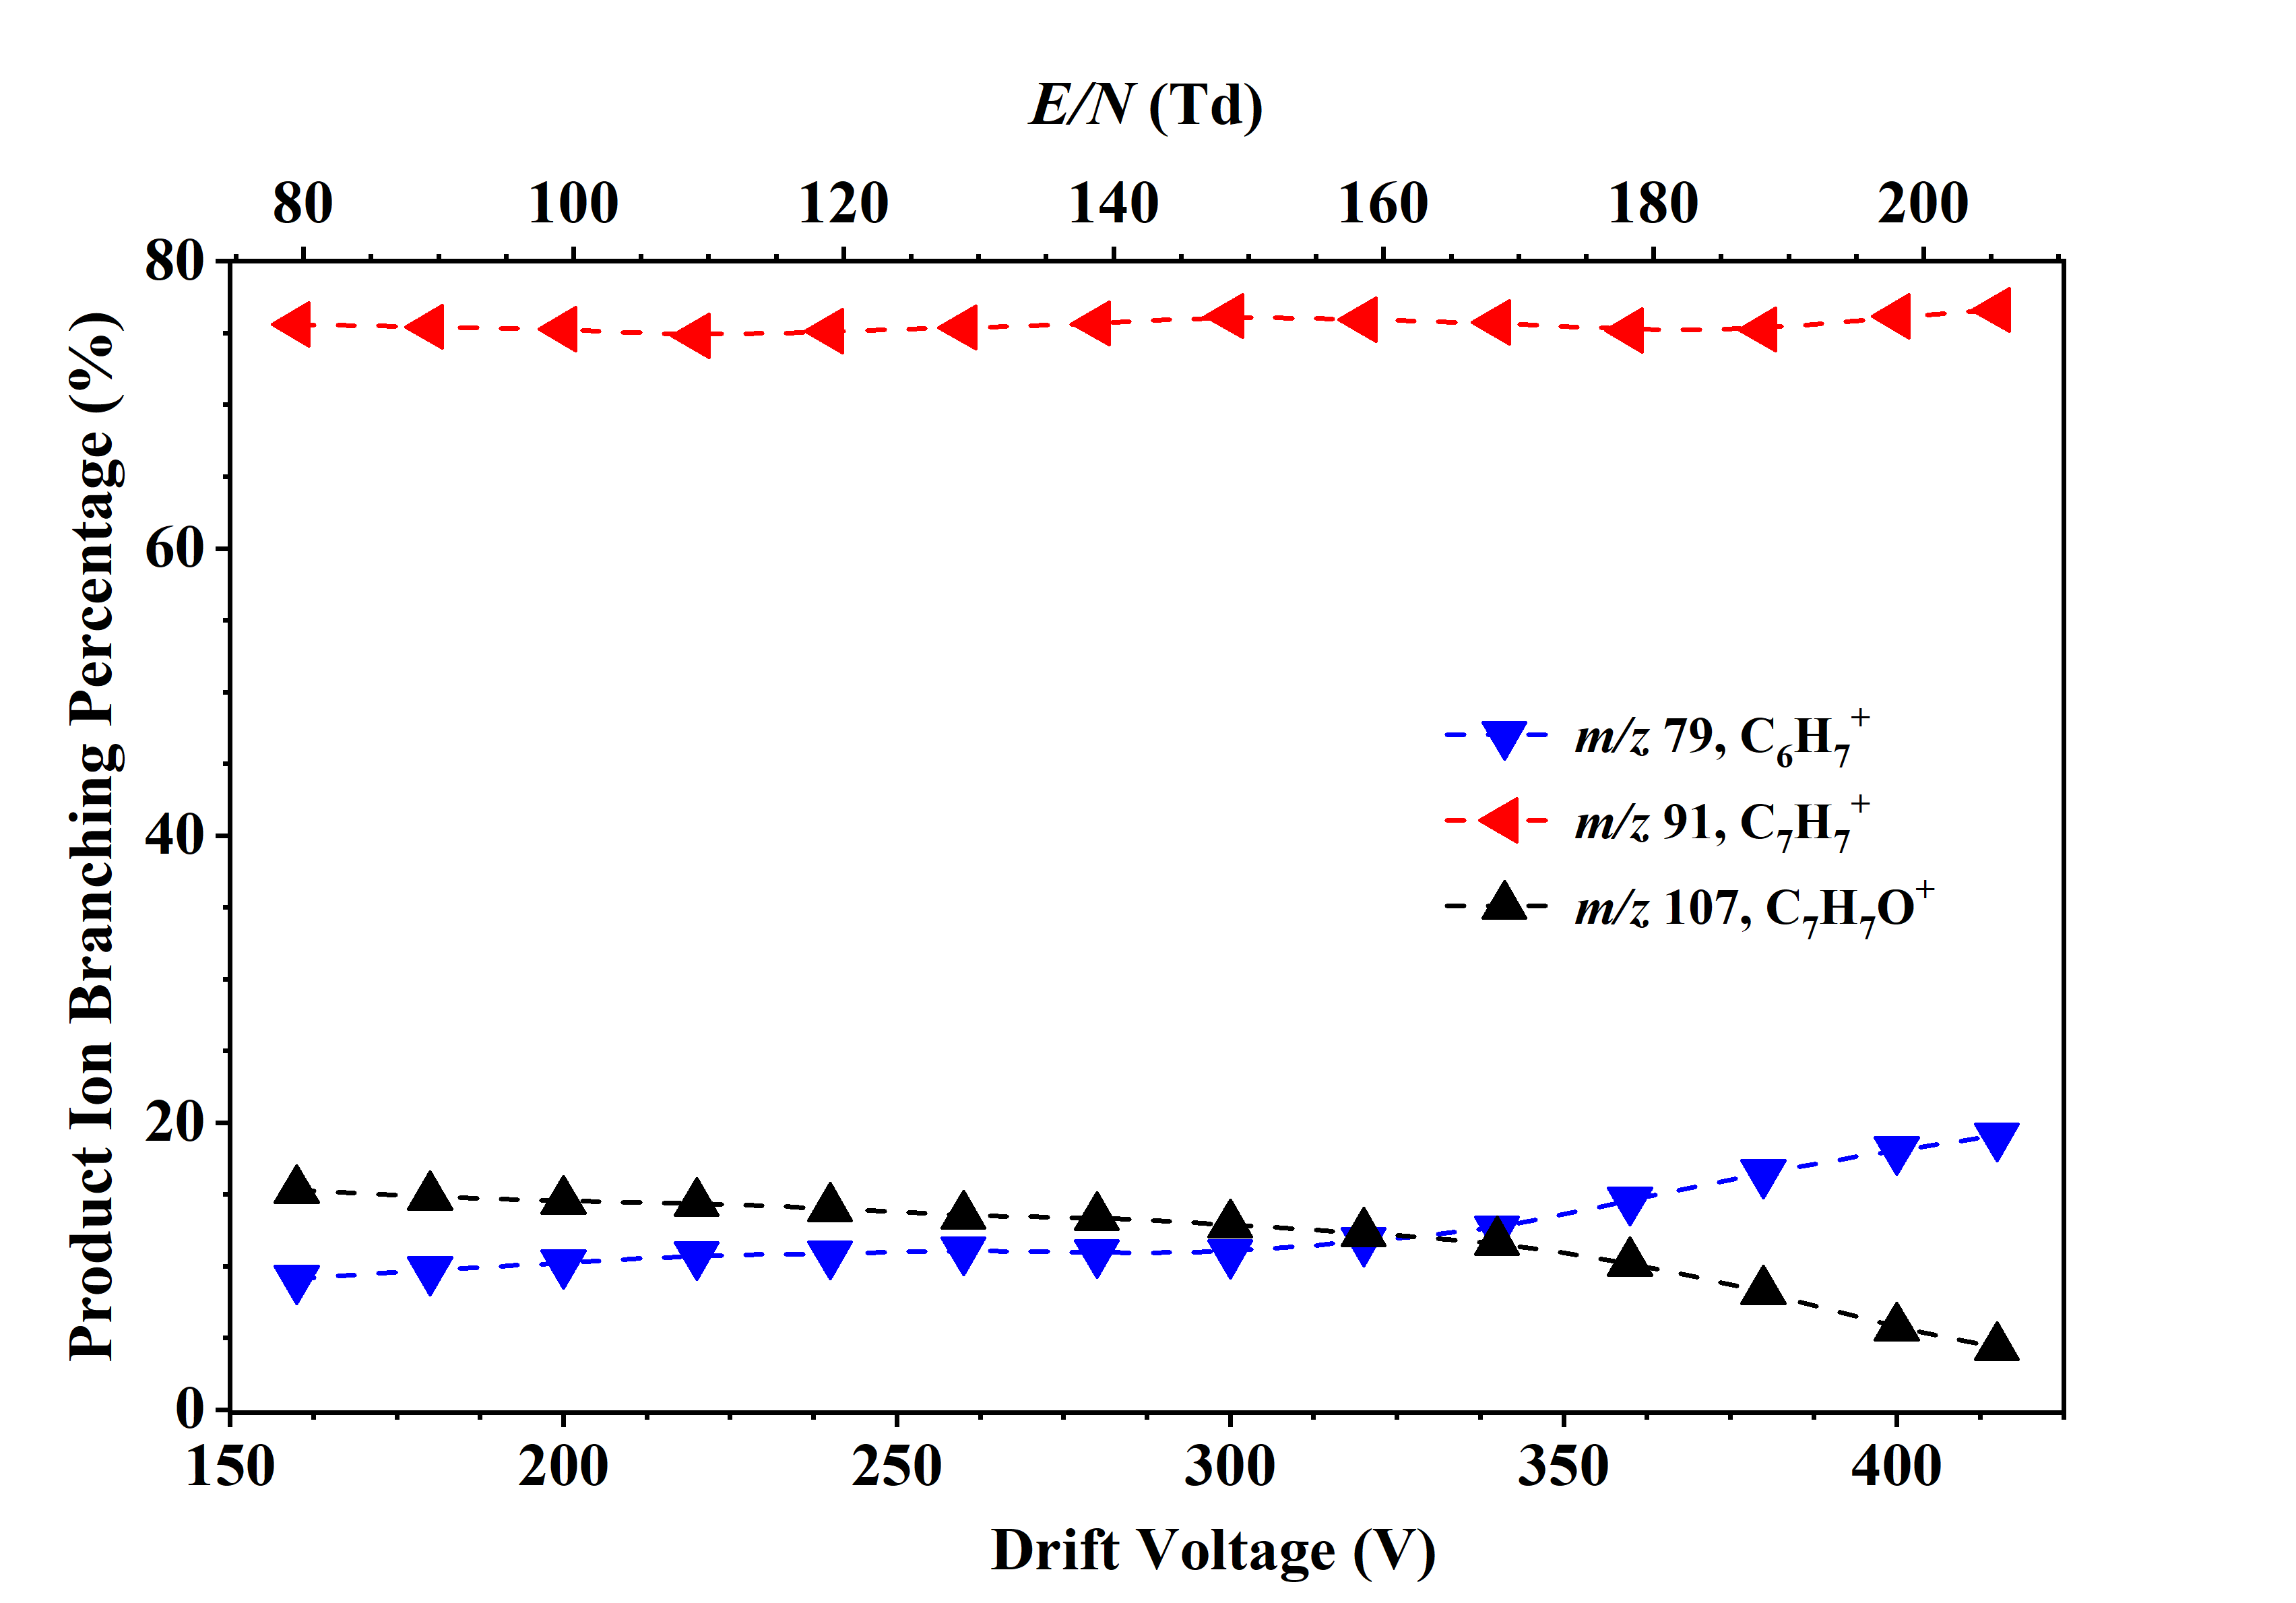 E/N (Td)
80 100 120 140 160 180 200
Product Ion Branching Percentage (%)
80
60
40
20
0
m/z 79, C₆H₇⁺
m/z 91, C₇H₇⁺
m/z 107, C₇H₇O⁺
150 200 250 300 350 400
Drift Voltage (V)